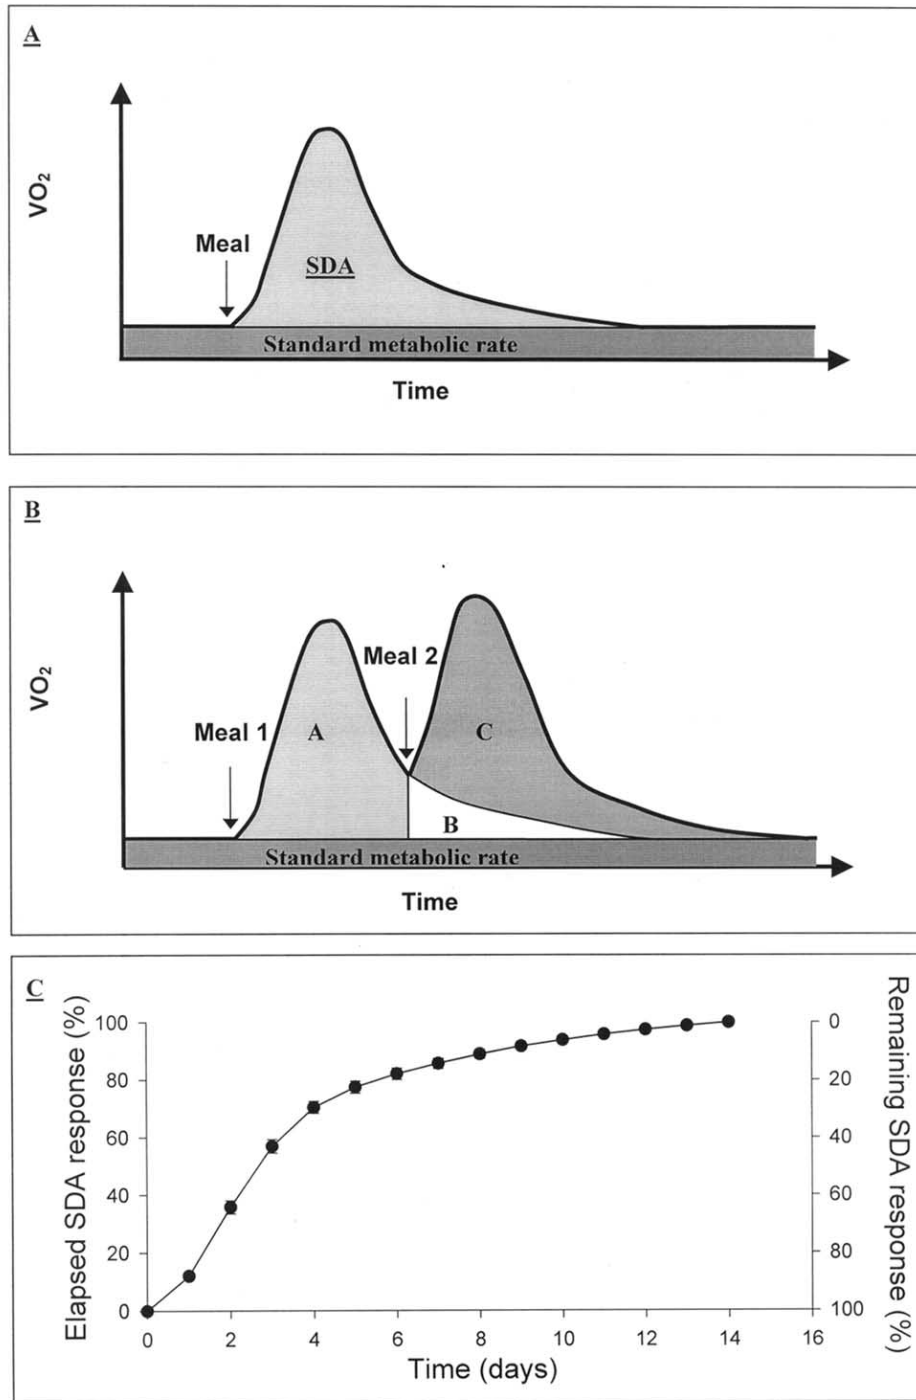 A
VO2
Meal
SDA
Standard metabolic rate
Time
B
VO2
Meal 1
Meal 2
A
C
B
Standard metabolic rate
Time
C
Elapsed SDA response (%)
100
80
60
40
20
0
0 2 4 6 8 10 12 14 16
Time (days)
0
20
40
60
80
100
Remaining SDA
response (%)